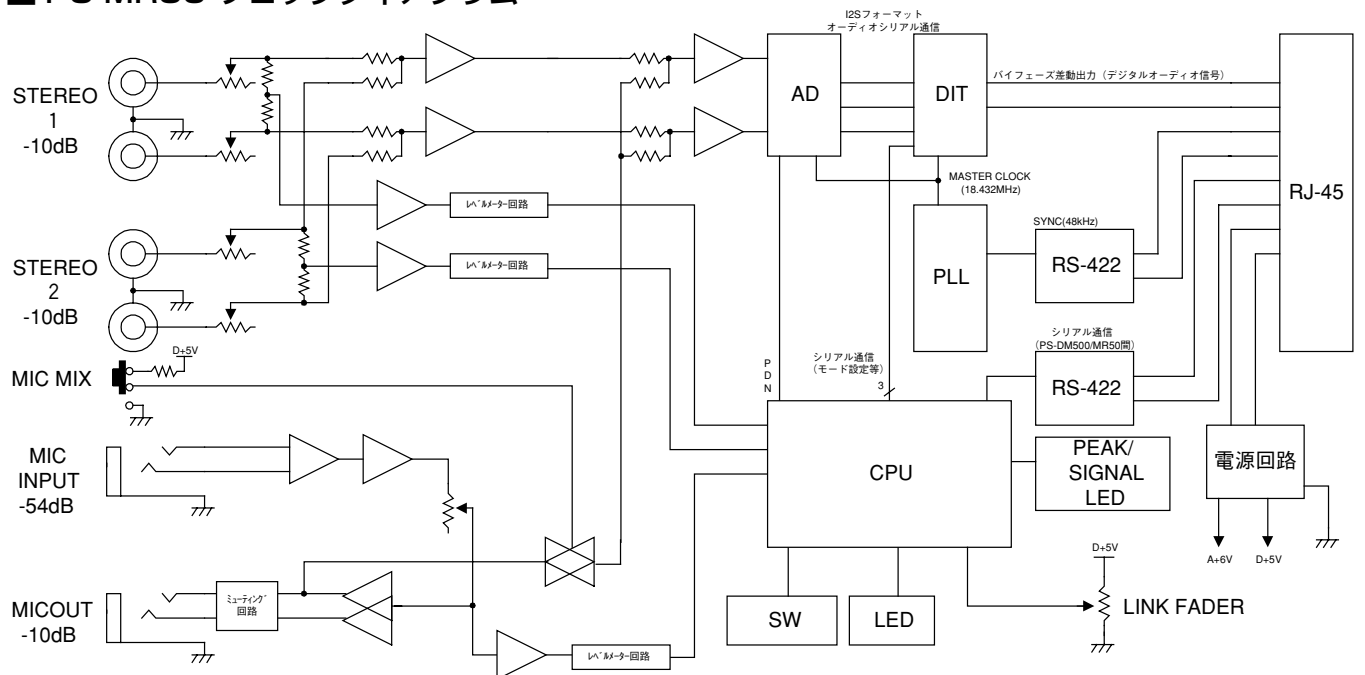 I2Sフォーマット
オーディオシリアル通信
STEREO
1
-10dB
AD
DIT
バイフェーズ差動出力（デジタルオーディオ信号）
RJ-45
MASTER CLOCK
(18.432MHz)
ﾚﾍﾞﾙﾒｰﾀｰ回路
STEREO
2
-10dB
ﾚﾍﾞﾙﾒｰﾀｰ回路
PLL
SYNC(48kHz)
RS-422
シリアル通信
(PS-DM500/MR50間)
RS-422
D+5V
MIC MIX
P
D
N
シリアル通信
（モード設定等）
3
MIC
INPUT
-54dB
CPU
PEAK/
SIGNAL
LED
電源回路
A+6V
D+5V
MICOUT
-10dB
ﾐｭｰﾃｨﾝｸﾞ
回路
ﾚﾍﾞﾙﾒｰﾀｰ回路
SW
LED
D+5V
LINK FADER